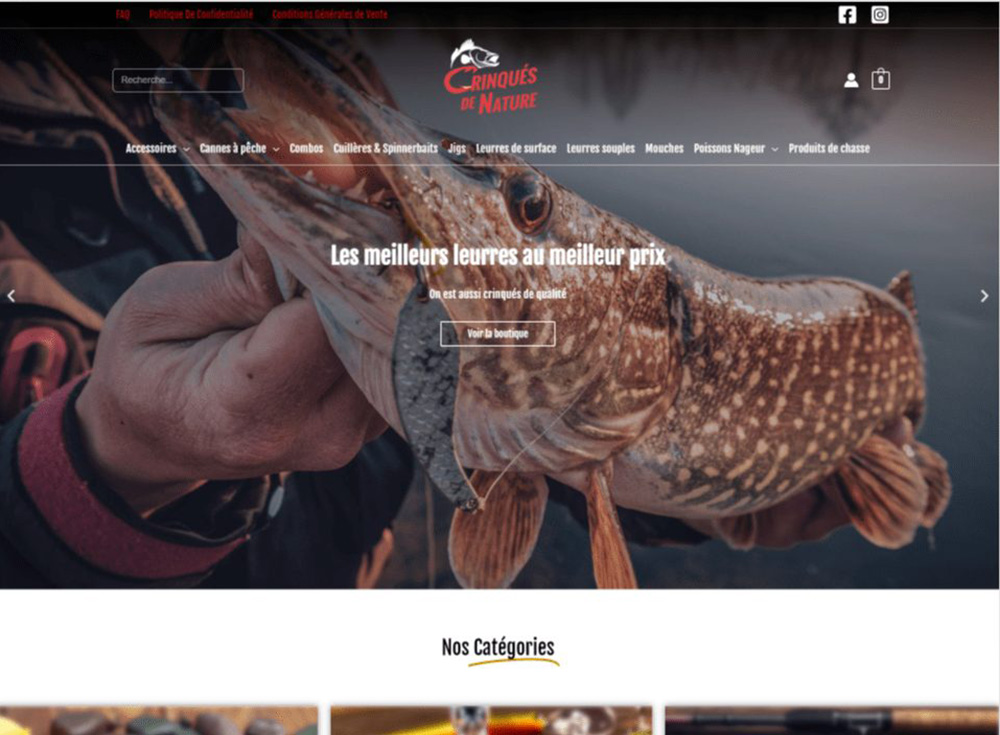 FAQ Politique De Confidentialité Conditions Générales de Vente
Recherche...
CRINQUÉS
DE NATURE
0
Accessoires Cannes à pêche Combos Cuillères & Spinnerbaits Jigs Leurres de surface Leurres souples Mouches Poissons Nageur Produits de chasse
Les meilleurs leurres au meilleur prix
On est aussi crinqués de qualité
Voir la boutique
Nos Catégories